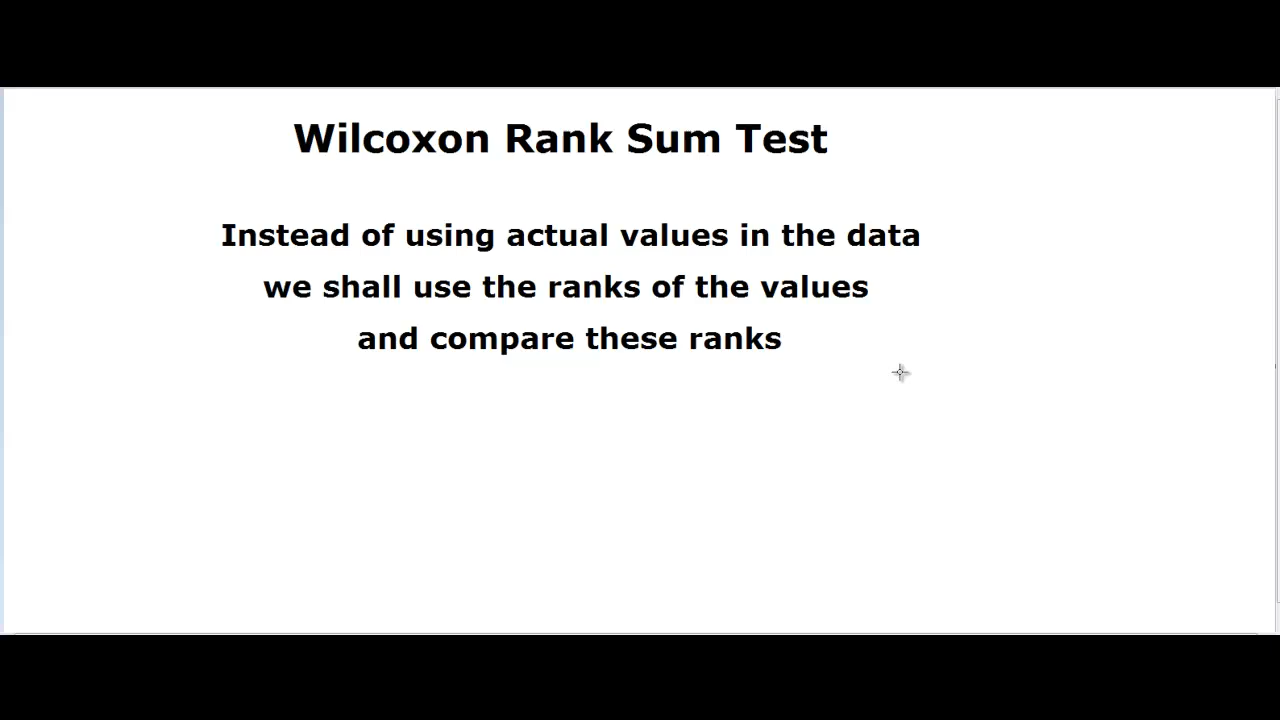 Wilcoxon Rank Sum Test
Instead of using actual values in the data
we shall use the ranks of the values
and compare these ranks